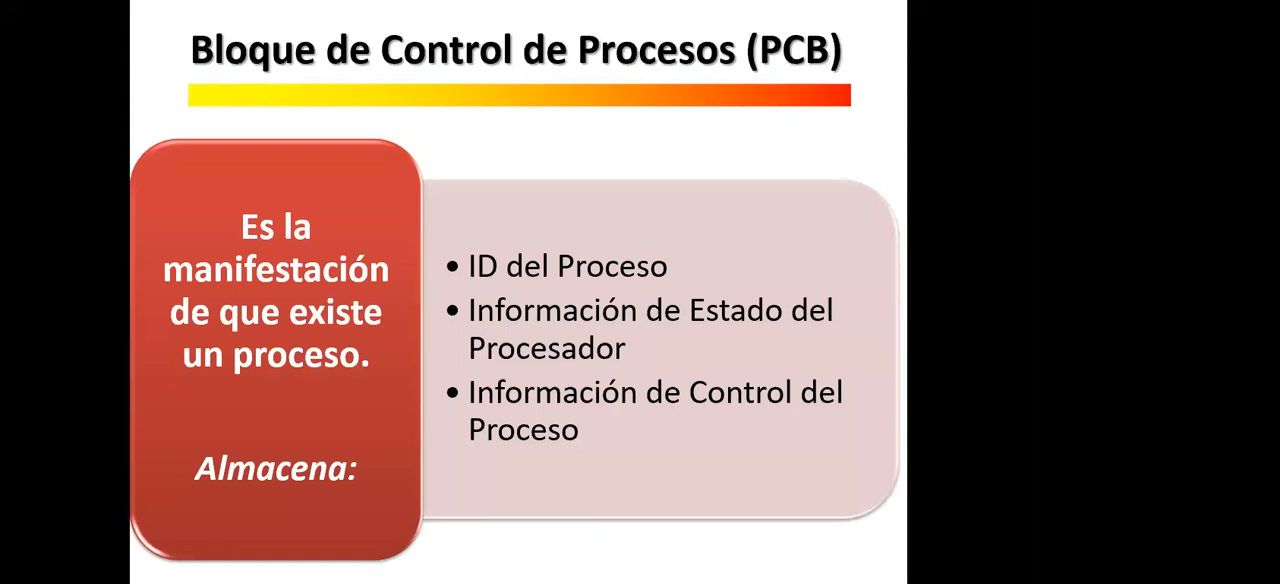 Bloque de Control de Procesos (PCB)
Es la
manifestación
de que existe
un proceso.
Almacena:
• ID del Proceso
• Información de Estado del
Procesador
• Información de Control del
Proceso